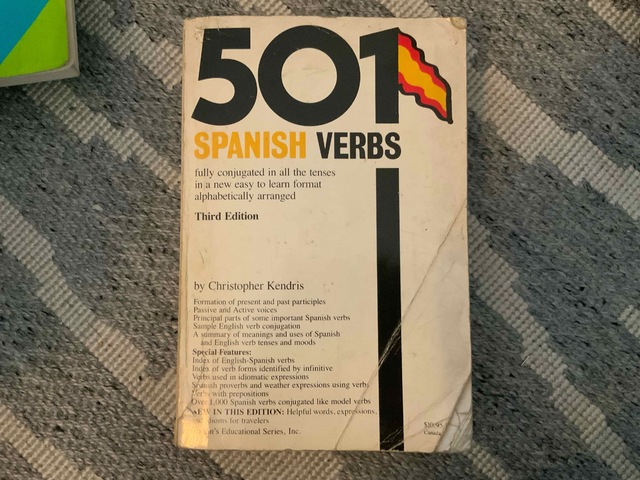 501
SPANISH VERBS
fully conjugated in all the tenses
in a new easy to learn format
alphabetically arranged
Third Edition
by Christopher Kendris
Formation of present and past participles
Passive and Active voices
Principal parts of some important Spanish verbs
Sample English verb conjugation
A summary of meanings and uses of Spanish
and English verb tenses and moods
Special Features:
Index of English-Spanish verbs
Index of verb forms identified by infinitive
Verbs used in idiomatic expressions
Spanish proverbs and weather expressions using verbs
Verbs with prepositions
Over 1,000 Spanish verbs conjugated like model verbs
NEW IN THIS EDITION: Helpful words, expressions,
idioms for travelers
Educational Series, Inc.
$10.95
Canada